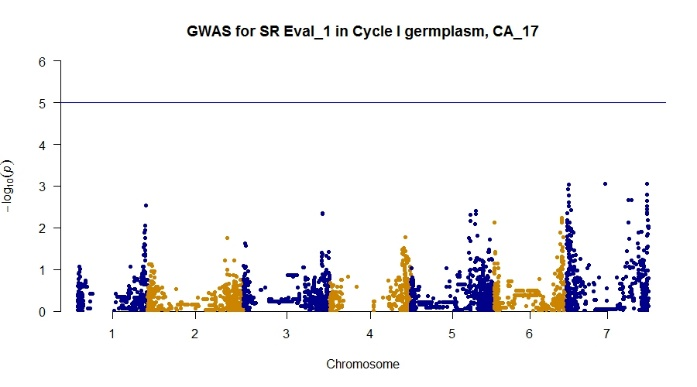 GWAS for SR Eval_1 in Cycle I germplasm, CA_17
6
5
4
3
2
1
0
−log10(p)
1 2 3 4 5 6 7
Chromosome